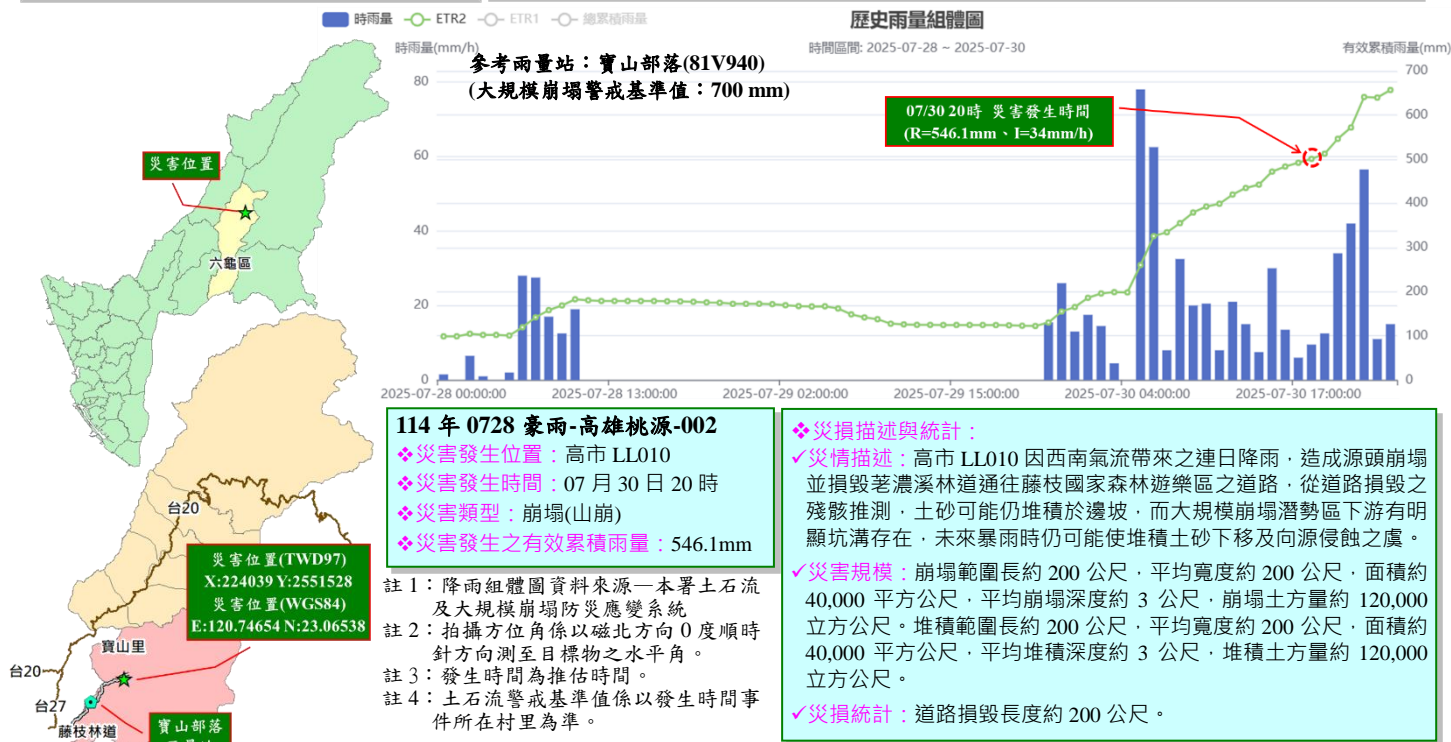 時雨量 ETR2 ETR1 總累積雨量
歷史雨量組體圖
時間區間: 2025-07-28 ~ 2025-07-30
時雨量(mm/h)
有效累積雨量(mm)
參考雨量站：寶山部落(81V940)
(大規模崩塌警戒基準值：700 mm)
07/30 20時 災害發生時間
(R=546.1mm、I=34mm/h)
80
60
40
20
0
700
600
500
400
300
200
100
0
2025-07-28 00:00:00
2025-07-28 13:00:00
2025-07-29 02:00:00
2025-07-29 15:00:00
2025-07-30 04:00:00
2025-07-30 17:00:00
災害位置
六龜區
台20
災害位置(TWD97)
X:224039 Y:2551528
災害位置(WGS84)
E:120.74654 N:23.06538
寶山里
台20
台27
藤枝林道
寶山部落
114 年 0728 豪雨-高雄桃源-002
❖災害發生位置：高市 LL010
❖災害發生時間：07 月 30 日 20 時
❖災害類型：崩塌(山崩)
❖災害發生之有效累積雨量：546.1mm
註 1：降雨組體圖資料來源—本署土石流
及大規模崩塌防災應變系統
註 2：拍攝方位角係以磁北方向 0 度順時
針方向測至目標物之水平角。
註 3：發生時間為推估時間。
註 4：土石流警戒基準值係以發生時間事
件所在村里為準。
❖災損描述與統計：
✓災情描述：高市 LL010 因西南氣流帶來之連日降雨，造成源頭崩塌
並損毀荖濃溪林道通往藤枝國家森林遊樂區之道路，從道路損毀之
殘骸推測，土砂可能仍堆積於邊坡，而大規模崩塌潛勢區下游有明
顯坑溝存在，未來暴雨時仍可能使堆積土砂下移及向源侵蝕之虞。
✓災害規模：崩塌範圍長約 200 公尺，平均寬度約 200 公尺，面積約
40,000 平方公尺，平均崩塌深度約 3 公尺，崩塌土方量約 120,000
立方公尺。堆積範圍長約 200 公尺，平均寬度約 200 公尺，面積約
40,000 平方公尺，平均堆積深度約 3 公尺，堆積土方量約 120,000
立方公尺。
✓災損統計：道路損毀長度約 200 公尺。